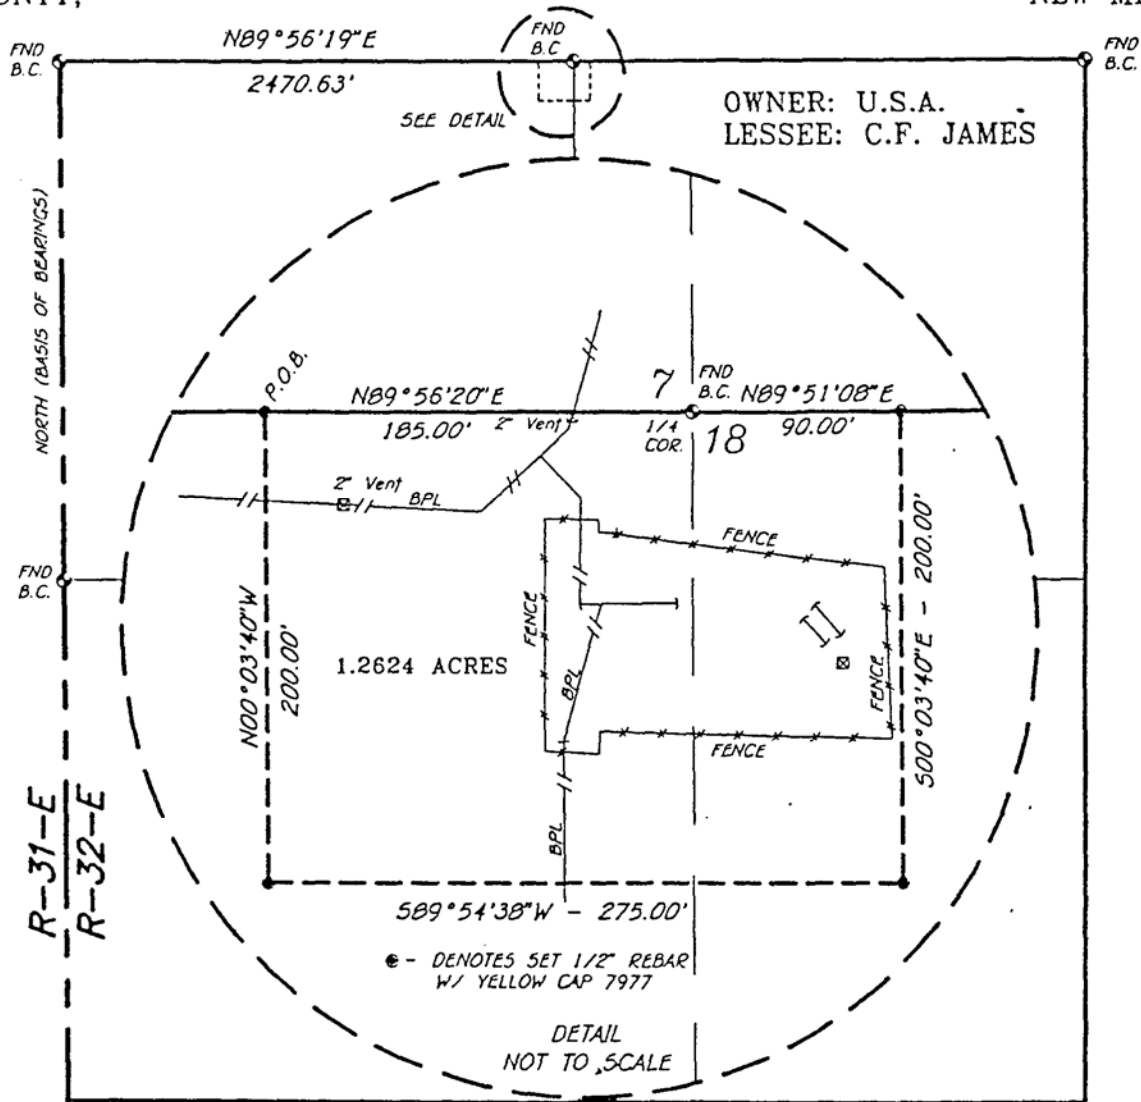 FND
B.C.
N89°56'19"E
2470.63'
FND
B.C
FND
B.C.
SEE DETAIL
OWNER: U.S.A.
LESSEE: C.F. JAMES
NORTH (BASIS OF BEARINGS)
P.O.B.
N89°56'20"E
185.00'
2" Vent
7
FND
B.C.
N89°51'08"E
1/4
COR.
18
90.00'
2" Vent
BPL
FENCE
FND
B.C.
FENCE
N00°03'40"W
200.00'
1.2624 ACRES
BPL
FENCE
S00°03'40"E - 200.00'
FENCE
BPL
R-31-E
R-32-E
S89°54'38"W - 275.00'
- DENOTES SET 1/2" REBAR
W/ YELLOW CAP 7977
DETAIL
NOT TO SCALE